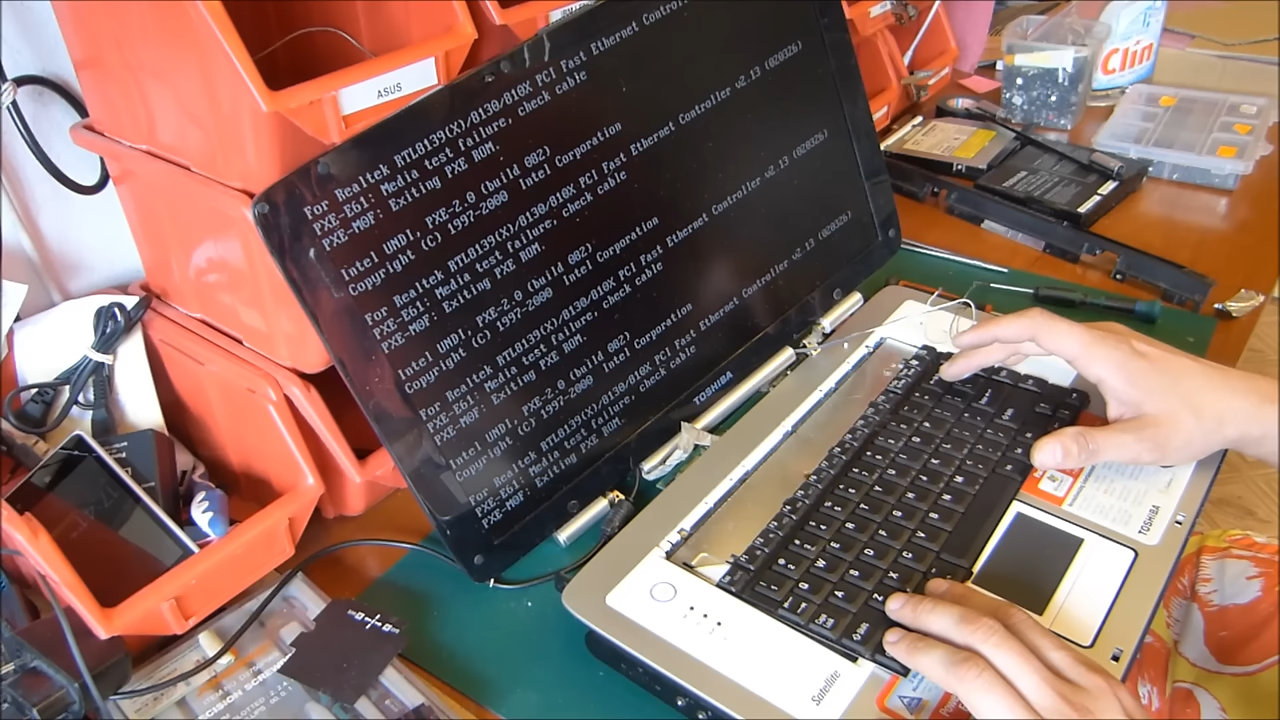 ASUS
Clin
For Realtek RTL8139(X)/8130/810X PCI Fast Ethernet Controll
PXE-E61: Media test failure, check cable
PXE-M0F: Exiting PXE ROM.
Intel UNDI, PXE-2.0 (build 082)
Copyright (C) 1997-2000 Intel Corporation
For Realtek RTL8139(X)/8130/810X PCI Fast Ethernet Controller v2.13 (020326)
PXE-E61: Media test failure, check cable
PXE-M0F: Exiting PXE ROM.
Intel UNDI, PXE-2.0 (build 082)
Copyright (C) 1997-2000 Intel Corporation
For Realtek RTL8139(X)/8130/810X PCI Fast Ethernet Controller v2.13 (020326)
PXE-E61: Media test failure, check cable
PXE-M0F: Exiting PXE ROM.
Intel UNDI, PXE-2.0 (build 082)
Copyright (C) 1997-2000 Intel Corporation
For Realtek RTL8139(X)/8130/810X PCI Fast Ethernet Controller v2.13 (020326)
PXE-E61: Media test failure, check cable
PXE-M0F: Exiting PXE ROM.
TOSHIBA
TOSHIBA
Satellite